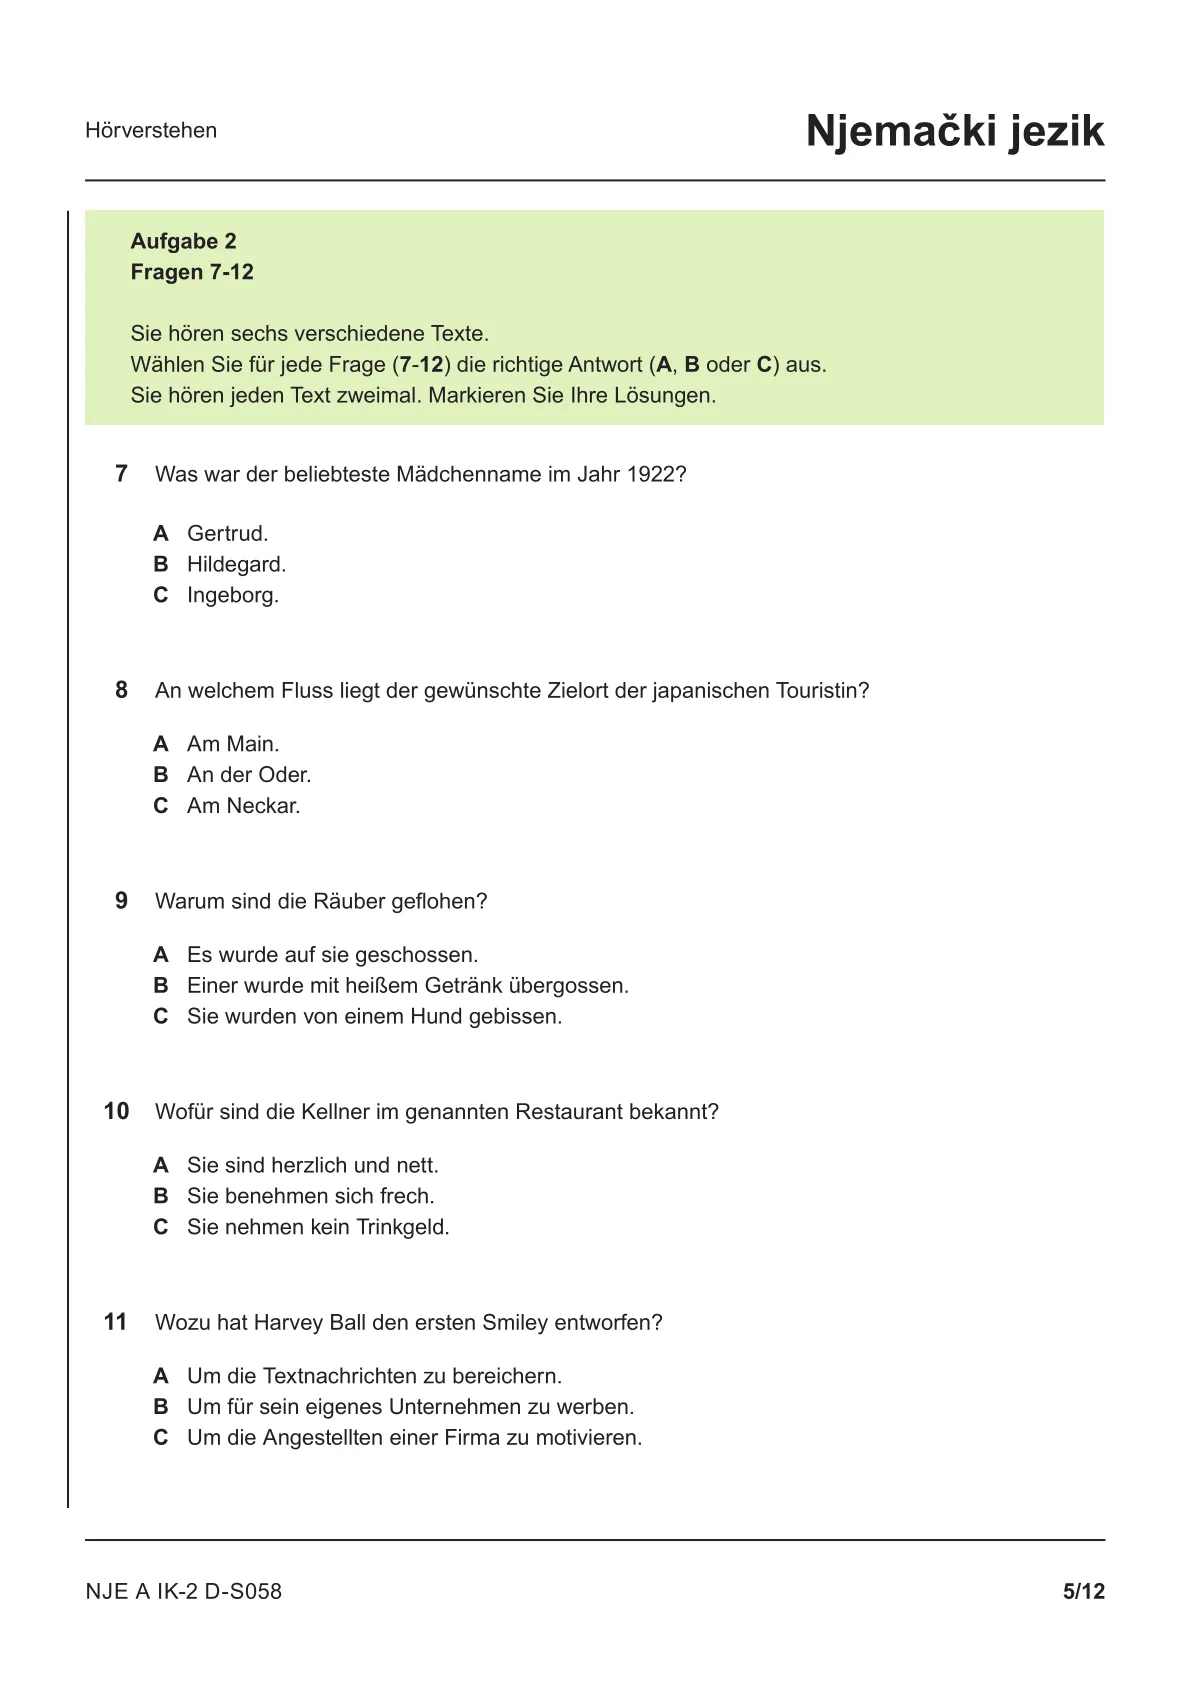 Hörverstehen
Njemački jezik
Aufgabe 2
Fragen 7-12
Sie hören sechs verschiedene Texte.
Wählen Sie für jede Frage (7-12) die richtige Antwort (A, B oder C) aus.
Sie hören jeden Text zweimal. Markieren Sie Ihre Lösungen.
7 Was war der beliebteste Mädchenname im Jahr 1922?
A Gertrud.
B Hildegard.
C Ingeborg.
8 An welchem Fluss liegt der gewünschte Zielort der japanischen Touristin?
A Am Main.
B An der Oder.
C Am Neckar.
9 Warum sind die Räuber geflohen?
A Es wurde auf sie geschossen.
B Einer wurde mit heißem Getränk übergossen.
C Sie wurden von einem Hund gebissen.
10 Wofür sind die Kellner im genannten Restaurant bekannt?
A Sie sind herzlich und nett.
B Sie benehmen sich frech.
C Sie nehmen kein Trinkgeld.
11 Wozu hat Harvey Ball den ersten Smiley entworfen?
A Um die Textnachrichten zu bereichern.
B Um für sein eigenes Unternehmen zu werben.
C Um die Angestellten einer Firma zu motivieren.
NJE A IK-2 D-S058
5/12